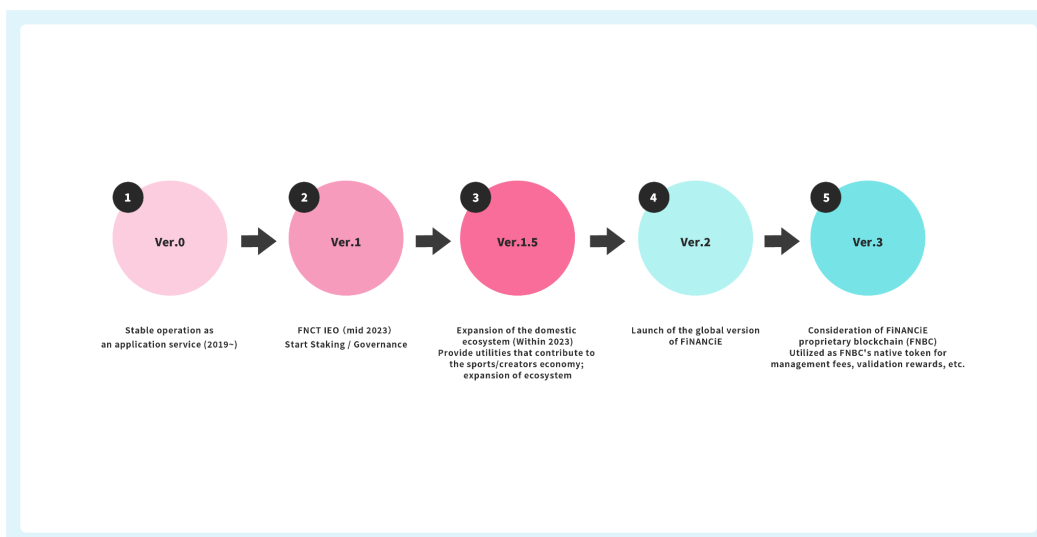 1
Ver.0
Stable operation as
an application service (2019~)
2
Ver.1
FNCT IEO (mid 2023)
Start Staking / Governance
3
Ver.1.5
Expansion of the domestic
ecosystem (Within 2023)
Provide utilities that contribute to
the sports/creators economy;
expansion of ecosystem
4
Ver.2
Launch of the global version
of FiNANCiE
5
Ver.3
Consideration of FiNANCiE
proprietary blockchain (FNBC)
Utilized as FNBC's native token for
management fees, validation rewards, etc.